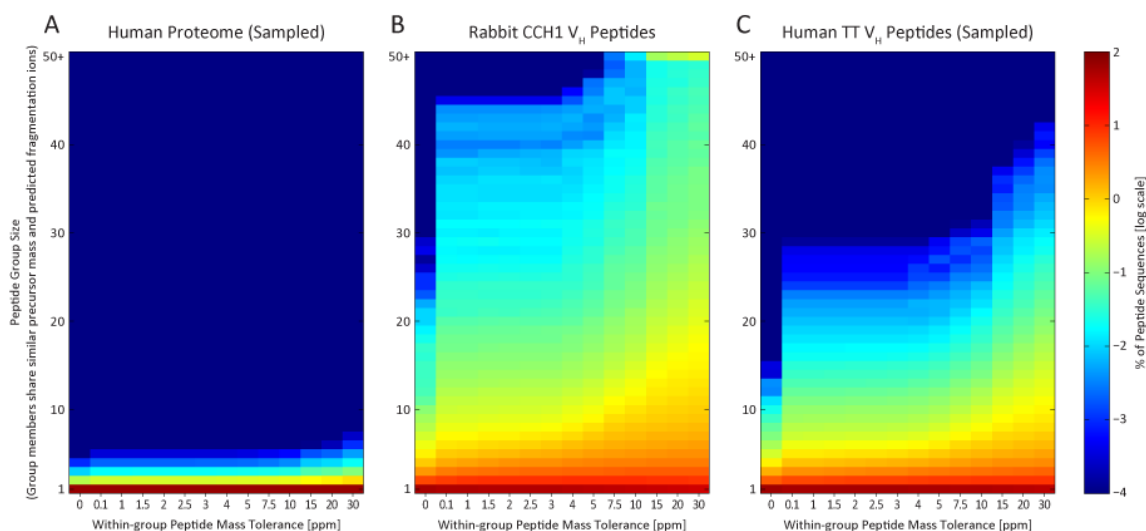 A Human Proteome (Sampled)
B Rabbit CCH1 V_H Peptides
C Human TT V_H Peptides (Sampled)
Peptide Group Size
(Group members share similar precursor mass and predicted fragmentation ions)
50+
40
30
20
10
1
0 0.1 1 1.5 2 2.5 3 4 5 7.5 10 15 20 30
Within-group Peptide Mass Tolerance [ppm]
50+
40
30
20
10
1
0 0.1 1 1.5 2 2.5 3 4 5 7.5 10 15 20 30
Within-group Peptide Mass Tolerance [ppm]
50+
40
30
20
10
1
0 0.1 1 1.5 2 2.5 3 4 5 7.5 10 15 20 30
Within-group Peptide Mass Tolerance [ppm]
2
1
0
−1
−2
−3
−4
% of Peptide Sequences [log scale]